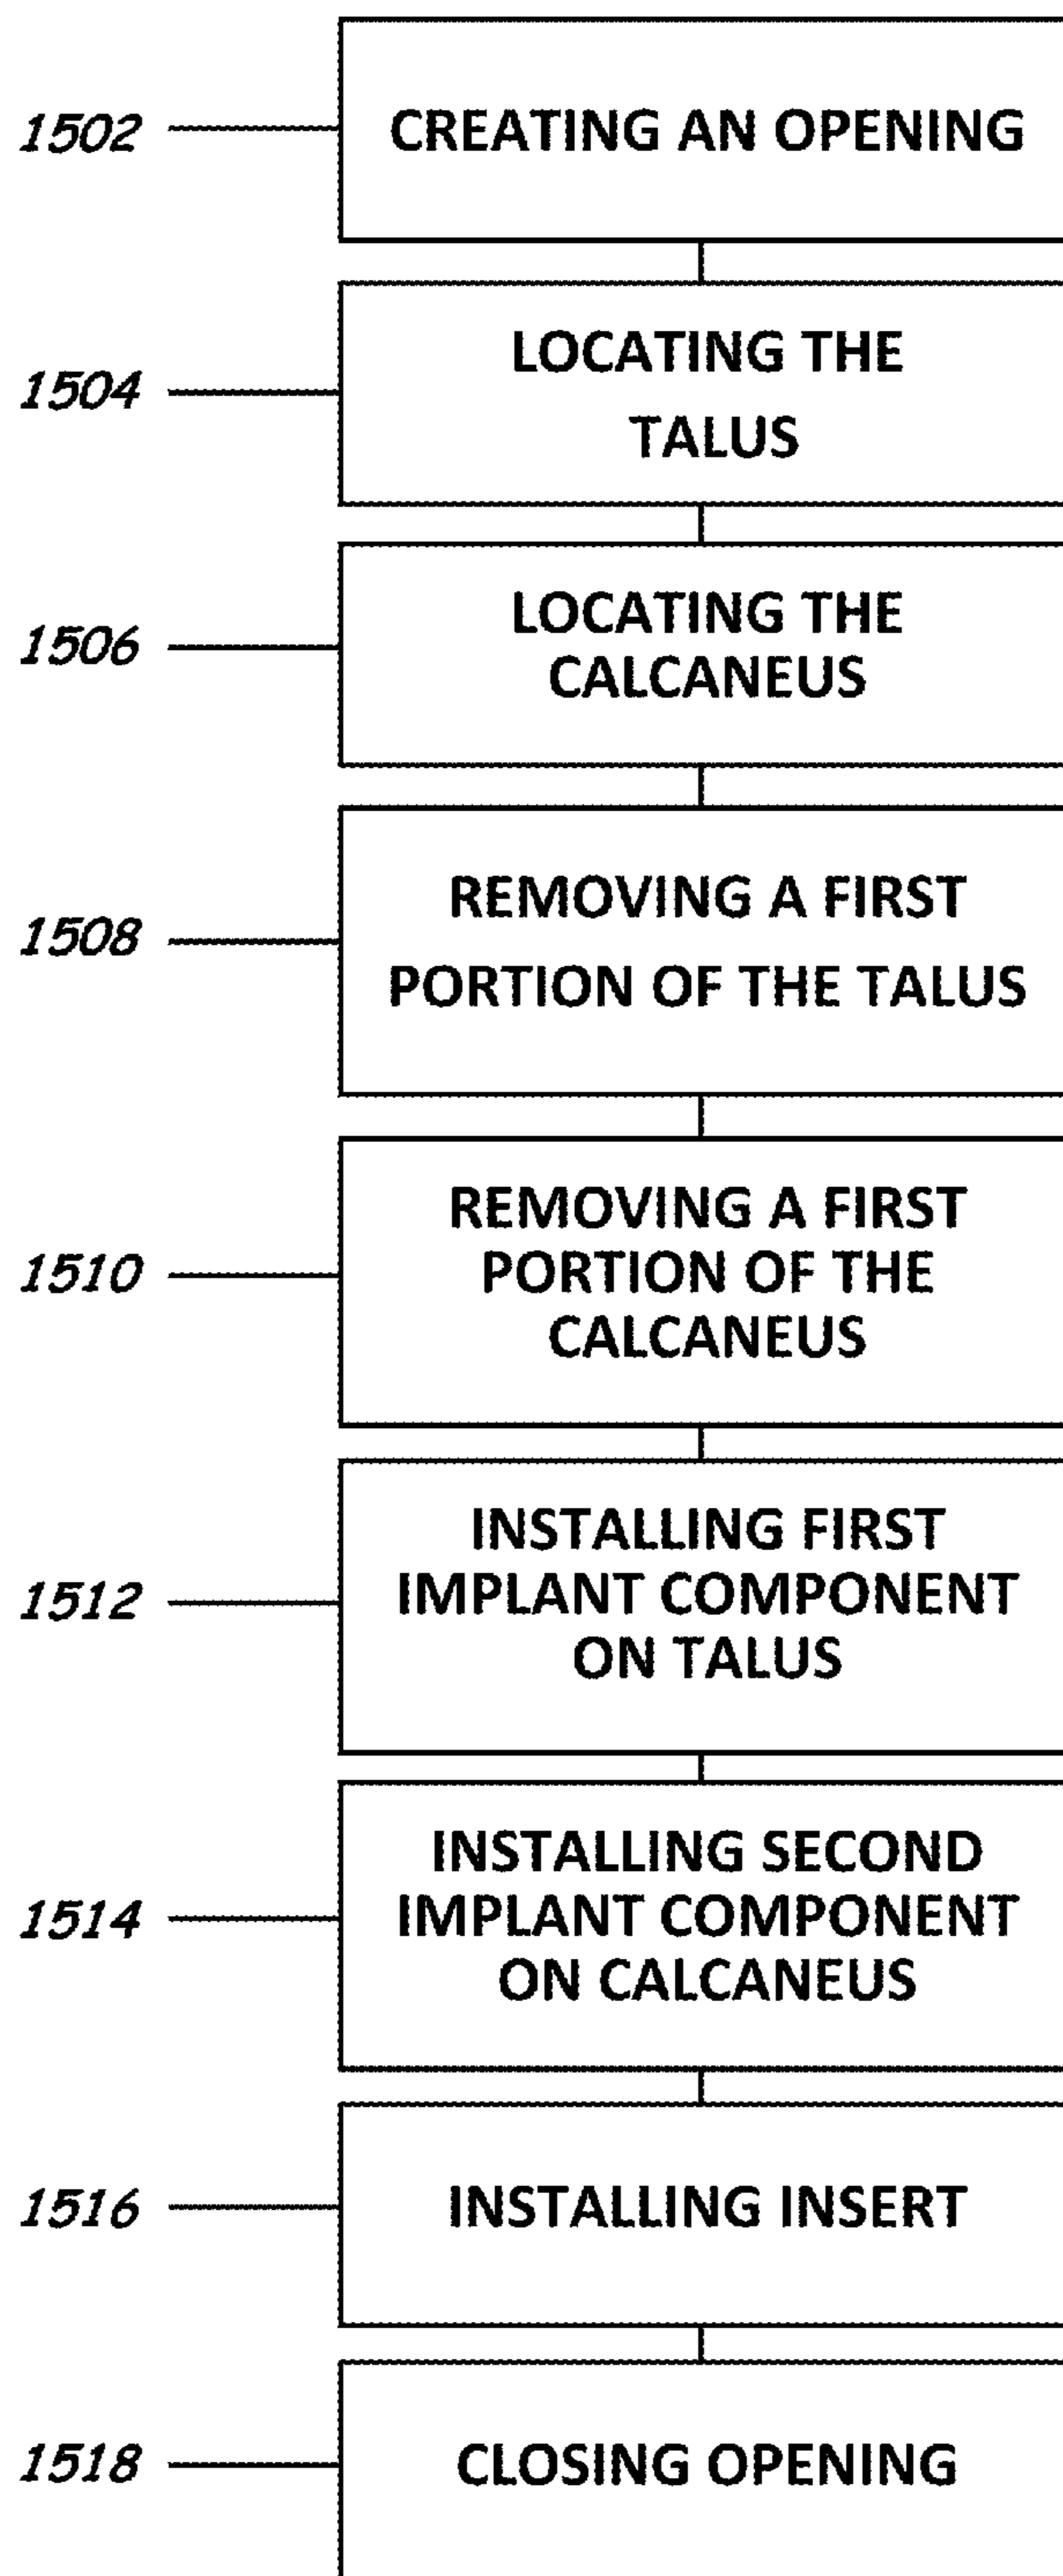 1502 CREATING AN OPENING
1504 LOCATING THE
TALUS
1506 LOCATING THE
CALCANEUS
1508 REMOVING A FIRST
PORTION OF THE TALUS
1510 REMOVING A FIRST
PORTION OF THE
CALCANEUS
1512 INSTALLING FIRST
IMPLANT COMPONENT
ON TALUS
1514 INSTALLING SECOND
IMPLANT COMPONENT
ON CALCANEUS
1516 INSTALLING INSERT
1518 CLOSING OPENING